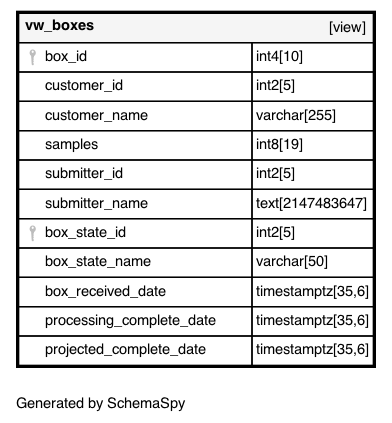 vw_boxes [view]
box_id int4[10]
customer_id int2[5]
customer_name varchar[255]
samples int8[19]
submitter_id int2[5]
submitter_name text[2147483647]
box_state_id int2[5]
box_state_name varchar[50]
box_received_date timestamptz[35,6]
processing_complete_date timestamptz[35,6]
projected_complete_date timestamptz[35,6]
Generated by SchemaSpy